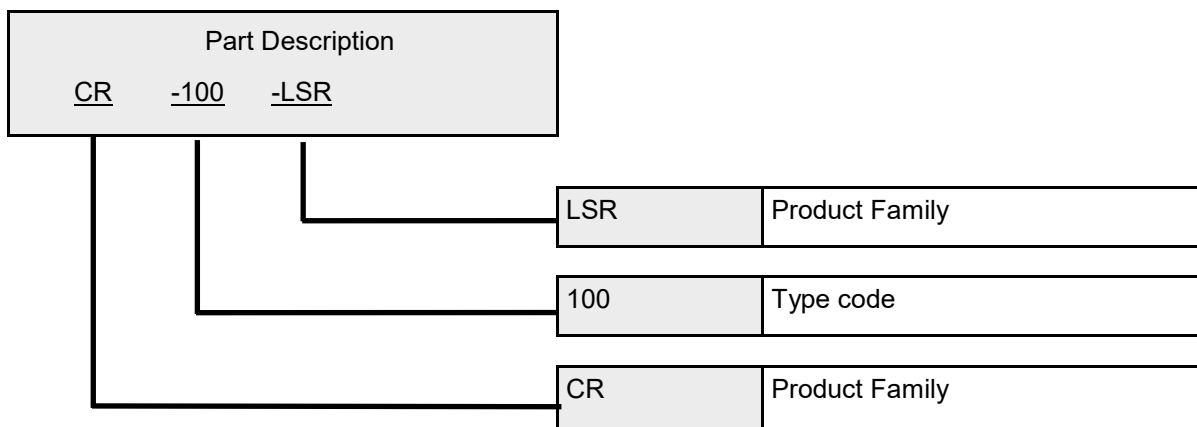 Part Description
CR -100 -LSR
LSR Product Family
100 Type code
CR Product Family